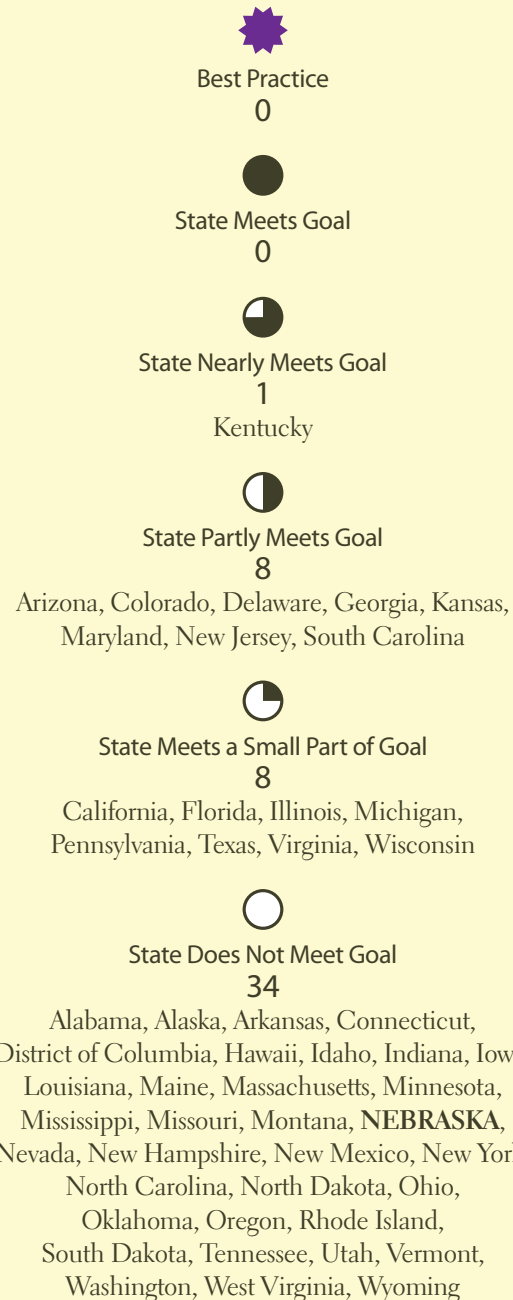 Best Practice
0
State Meets Goal
0
State Nearly Meets Goal
1
Kentucky
State Partly Meets Goal
8
Arizona, Colorado, Delaware, Georgia, Kansas,
Maryland, New Jersey, South Carolina
State Meets a Small Part of Goal
8
California, Florida, Illinois, Michigan,
Pennsylvania, Texas, Virginia, Wisconsin
State Does Not Meet Goal
34
Alabama, Alaska, Arkansas, Connecticut,
District of Columbia, Hawaii, Idaho, Indiana, Iow
Louisiana, Maine, Massachusetts, Minnesota,
Mississippi, Missouri, Montana, NEBRASKA,
Nevada, New Hampshire, New Mexico, New York
North Carolina, North Dakota, Ohio,
Oklahoma, Oregon, Rhode Island,
South Dakota, Tennessee, Utah, Vermont,
Washington, West Virginia, Wyoming